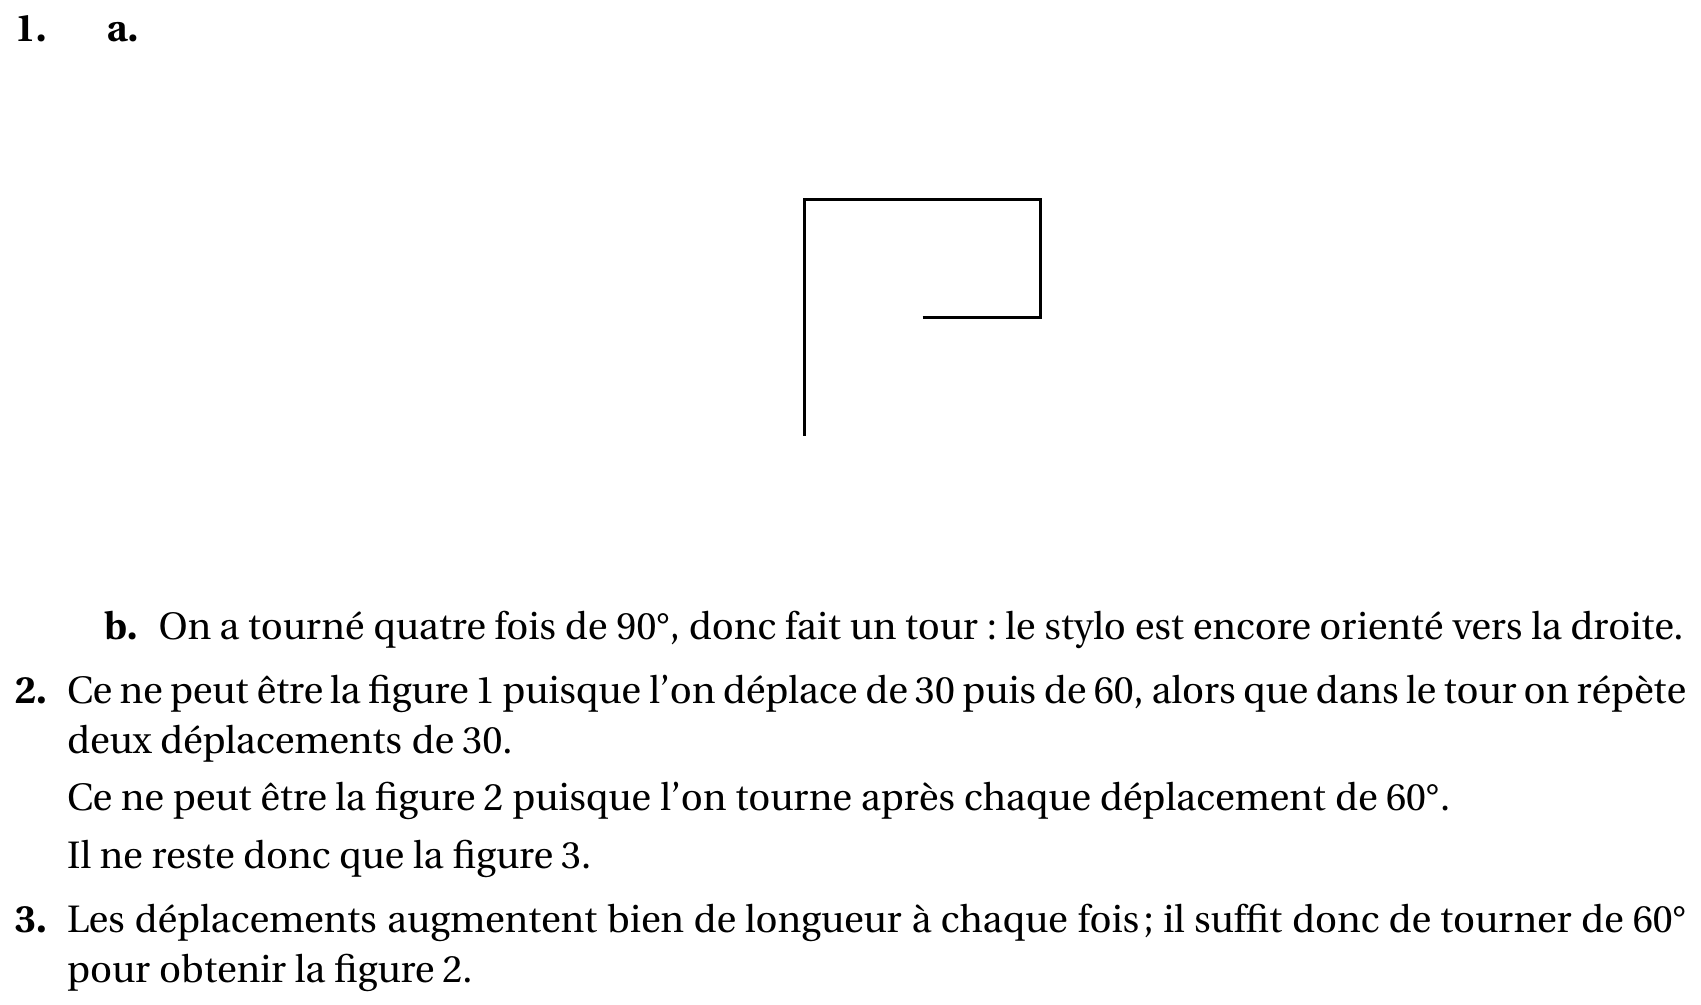 1. a.
b. On a tourné quatre fois de 90°, donc fait un tour : le stylo est encore orienté vers la droite.
2. Ce ne peut être la figure 1 puisque l’on déplace de 30 puis de 60, alors que dans le tour on répète
deux déplacements de 30.
Ce ne peut être la figure 2 puisque l’on tourne après chaque déplacement de 60°.
Il ne reste donc que la figure 3.
3. Les déplacements augmentent bien de longueur à chaque fois ; il suffit donc de tourner de 60°
pour obtenir la figure 2.